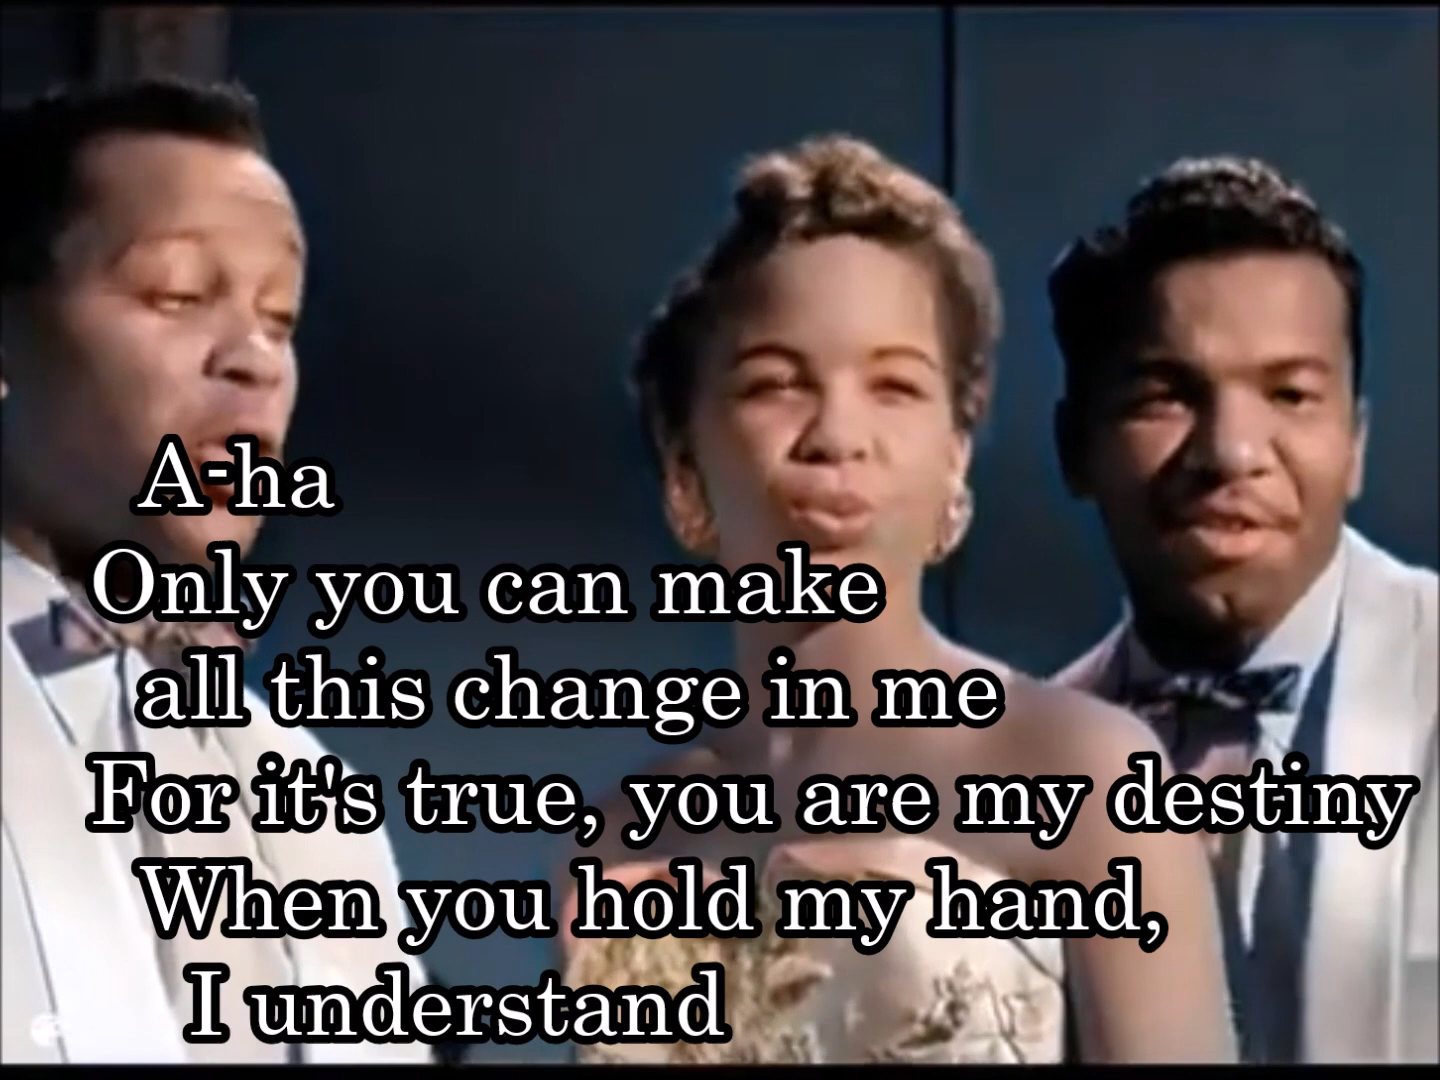 A-ha
Only you can make
all this change in me
For it's true, you are my destiny
When you hold my hand,
I understand